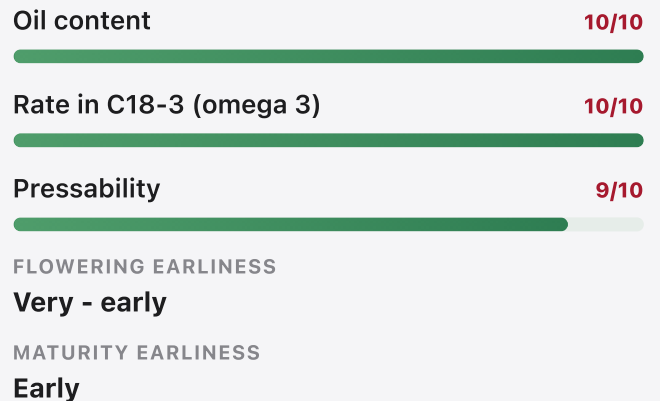 Oil content 10/10
Rate in C18-3 (omega 3) 10/10
Pressability 9/10
FLOWERING EARLINESS
Very - early
MATURITY EARLINESS
Early